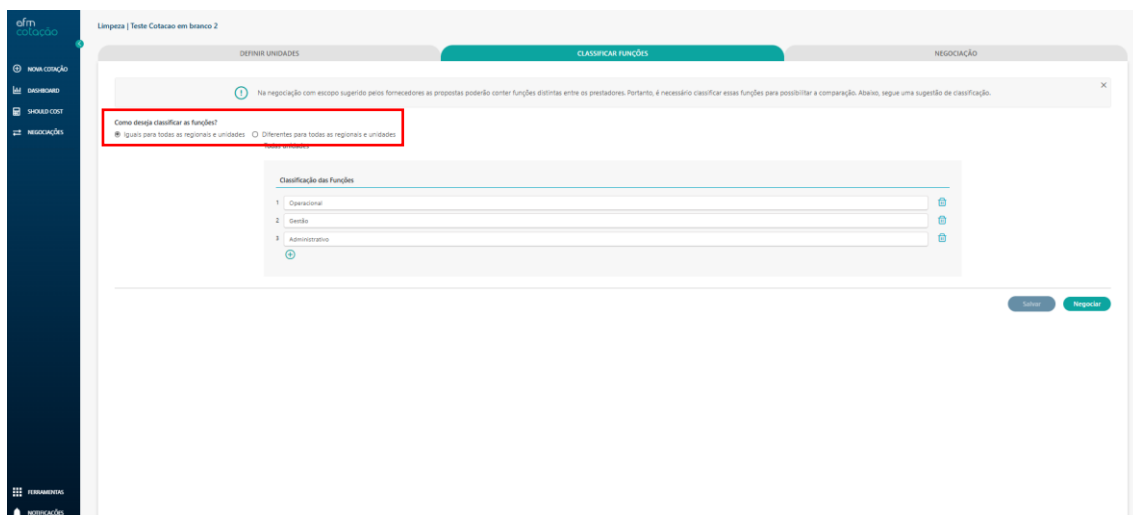 afm
cotação
Limpeza | Teste Cotacao em branco 2
DEFINIR UNIDADES
CLASSIFICAR FUNÇÕES
NEGOCIAÇÃO
NOVA COTAÇÃO
DASHBOARD
SHOULD COST
NEGOCIAÇÕES
Na negociação com escopo sugerido pelos fornecedores as propostas poderão conter funções distintas entre os prestadores. Portanto, é necessário classificar essas funções para possibilitar a comparação. Abaixo, segue uma sugestão de classificação.
Como deseja classificar as funções?
Iguais para todas as regionais e unidades Diferentes para todas as regionais e unidades
Todas unidades
Classificação das Funções
1 Operacional
2 Gestão
3 Administrativo
Salvar
Negociar
FERRAMENTAS
NOTIFICAÇÕES